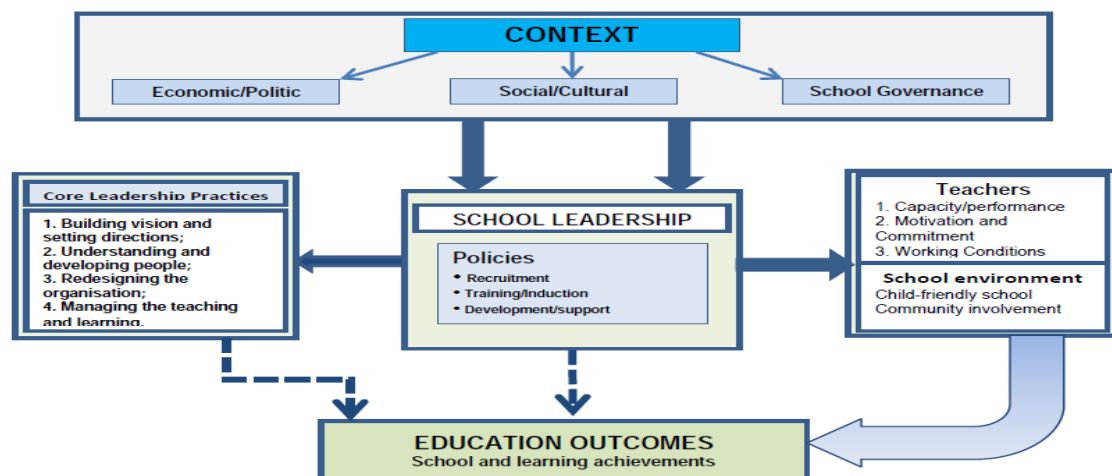 CONTEXT
Economic/Politic
Social/Cultural
School Governance
Core Leadership Practices
1. Building vision and
setting directions;
2. Understanding and
developing people;
3. Redesigning the
organisation;
4. Managing the teaching
and learning.
SCHOOL LEADERSHIP
Policies
• Recruitment
• Training/Induction
• Development/support
Teachers
1. Capacity/performance
2. Motivation and
Commitment
3. Working Conditions
School environment
Child-friendly school
Community involvement
EDUCATION OUTCOMES
School and learning achievements